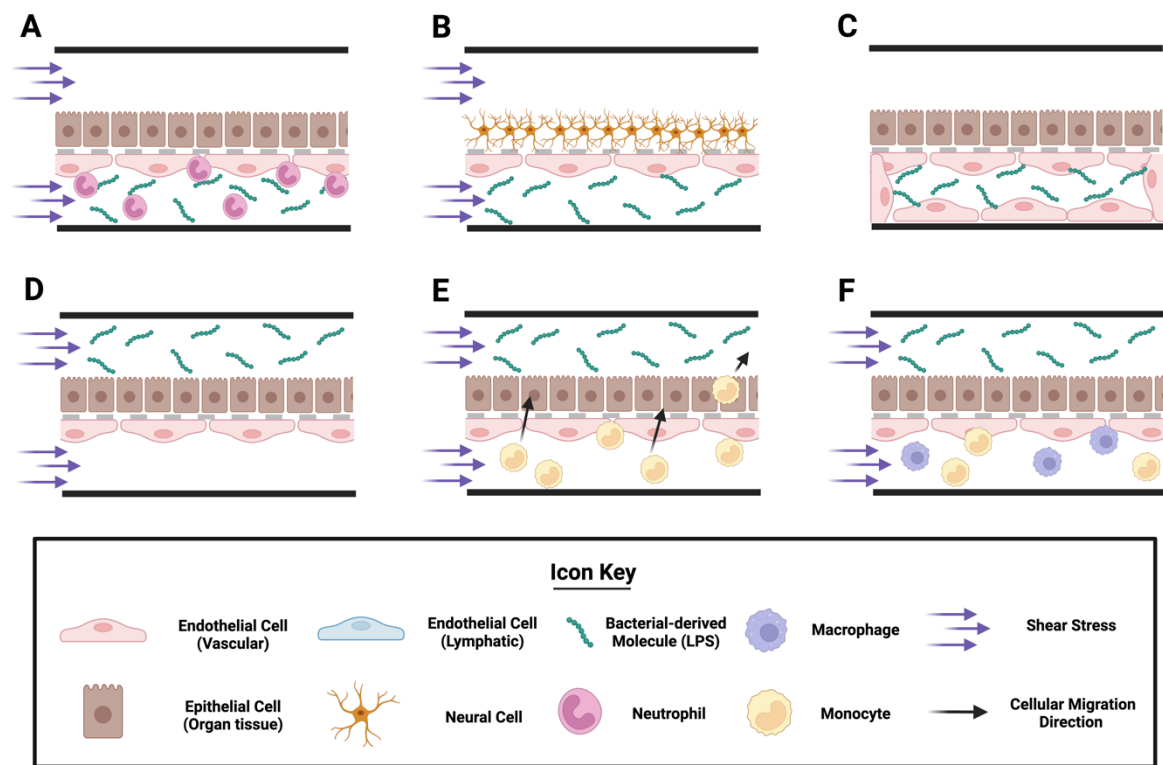 A
B
C
D
E
F
Icon Key
Endothelial Cell
(Vascular)
Endothelial Cell
(Lymphatic)
Bacterial-derived
Molecule (LPS)
Macrophage
Shear Stress
Epithelial Cell
(Organ tissue)
Neural Cell
Neutrophil
Monocyte
Cellular Migration
Direction